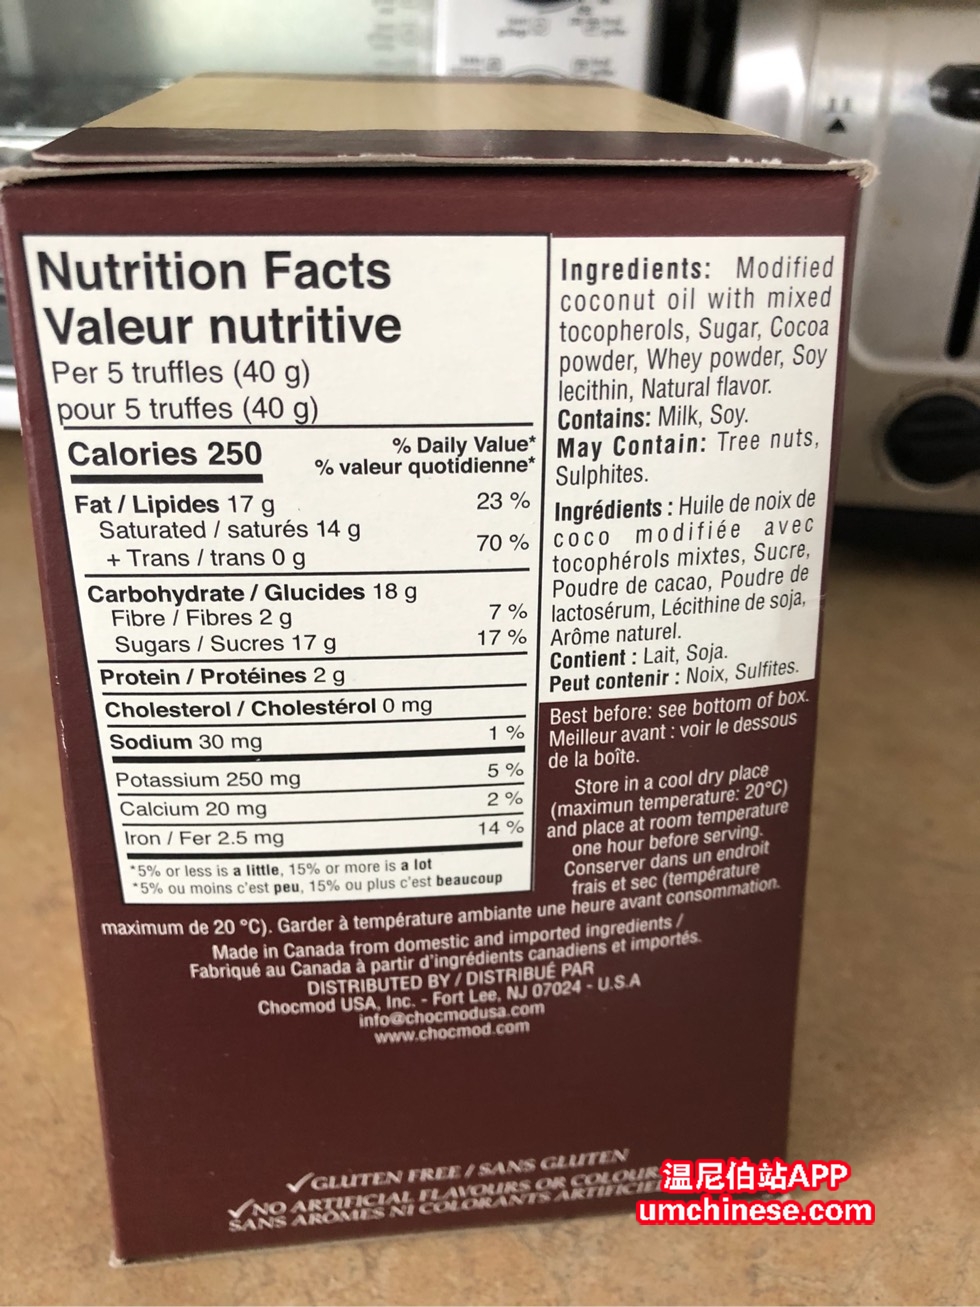 Nutrition Facts
Valeur nutritive
Per 5 truffles (40 g)
pour 5 truffes (40 g)
Calories 250
% Daily Value*
% valeur quotidienne*
Fat / Lipides 17 g 23 %
Saturated / saturés 14 g
+ Trans / trans 0 g 70 %
Carbohydrate / Glucides 18 g
Fibre / Fibres 2 g 7 %
Sugars / Sucres 17 g 17 %
Protein / Protéines 2 g
Cholesterol / Cholestérol 0 mg
Sodium 30 mg 1 %
Potassium 250 mg 5 %
Calcium 20 mg 2 %
Iron / Fer 2.5 mg 14 %
*5% or less is a little, 15% or more is a lot
*5% ou moins c'est peu, 15% ou plus c'est beaucoup
Ingredients: Modified
coconut oil with mixed
tocopherols, Sugar, Cocoa
powder, Whey powder, Soy
lecithin, Natural flavor.
Contains: Milk, Soy.
May Contain: Tree nuts,
Sulphites.
Ingrédients : Huile de noix de
coco modifiée avec
tocophérols mixtes, Sucre,
Poudre de cacao, Poudre de
lactosérum, Lécithine de soja,
Arôme naturel.
Contient : Lait, Soja.
Peut contenir : Noix, Sulfites.
Best before: see bottom of box.
Meilleur avant : voir le dessous
de la boîte.
Store in a cool dry place
(maximun temperature: 20°C)
and place at room temperature
one hour before serving.
Conserver dans un endroit
frais et sec (température
maximum de 20 °C). Garder à température ambiante une heure avant consommation.
Made in Canada from domestic and imported ingredients /
Fabriqué au Canada à partir d'ingrédients canadiens et importés.
DISTRIBUTED BY / DISTRIBUÉ PAR
Chocmod USA, Inc. - Fort Lee, NJ 07024 - U.S.A
info@chocmodusa.com
www.chocmod.com
✓GLUTEN FREE / SANS GLUTEN
✓NO ARTIFICIAL FLAVOURS OR COLOUR
SANS ARÔMES NI COLORANTS ARTIFICIE
温尼伯站APP
umchinese.com